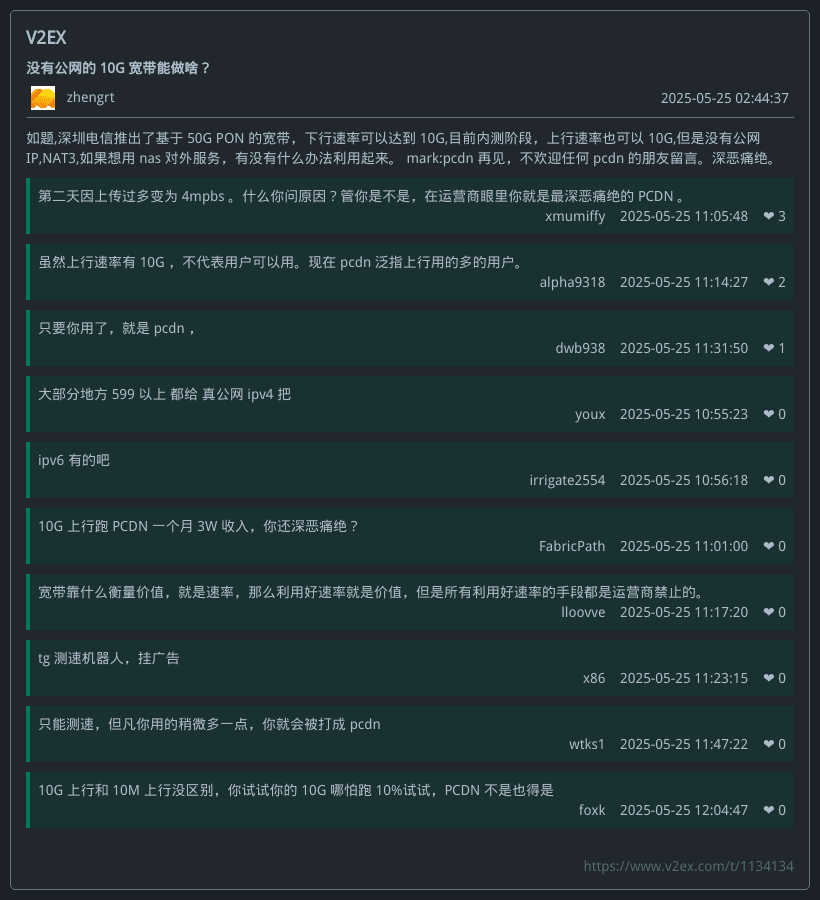 V2EX
没有公网的 10G 宽带能做啥？
zhengrt
2025-05-25 02:44:37
如题,深圳电信推出了基于 50G PON 的宽带，下行速率可以达到 10G,目前内测阶段，上行速率也可以 10G,但是没有公网
IP,NAT3,如果想用 nas 对外服务，有没有什么办法利用起来。 mark:pcdn 再见，不欢迎任何 pcdn 的朋友留言。深恶痛绝。
第二天因上传过多变为 4mpbs 。什么你问原因？管你是不是，在运营商眼里你就是最深恶痛绝的 PCDN 。
xmumiffy 2025-05-25 11:05:48 ❤ 3
虽然上行速率有 10G ，不代表用户可以用。现在 pcdn 泛指上行用的多的用户。
alpha9318 2025-05-25 11:14:27 ❤ 2
只要你用了，就是 pcdn ，
dwb938 2025-05-25 11:31:50 ❤ 1
大部分地方 599 以上 都给 真公网 ipv4 把
youx 2025-05-25 10:55:23 ❤ 0
ipv6 有的吧
irrigate2554 2025-05-25 10:56:18 ❤ 0
10G 上行跑 PCDN 一个月 3W 收入，你还深恶痛绝？
FabricPath 2025-05-25 11:01:00 ❤ 0
宽带靠什么衡量价值，就是速率，那么利用好速率就是价值，但是所有利用好速率的手段都是运营商禁止的。
lloovve 2025-05-25 11:17:20 ❤ 0
tg 测速机器人，挂广告
x86 2025-05-25 11:23:15 ❤ 0
只能测速，但凡你用的稍微多一点，你就会被打成 pcdn
wtks1 2025-05-25 11:47:22 ❤ 0
10G 上行和 10M 上行没区别，你试试你的 10G 哪怕跑 10%试试，PCDN 不是也得是
foxk 2025-05-25 12:04:47 ❤ 0
https://www.v2ex.com/t/1134134